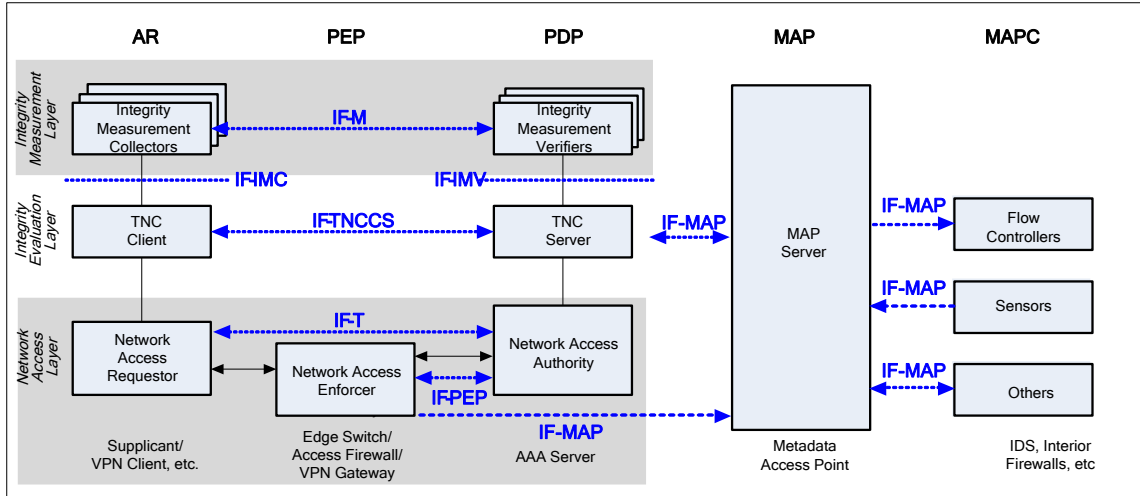 AR
PEP
PDP
MAP
MAPC
Integrity
Measurement
Layer
Integrity
Measurement
Collectors
IF-M
Integrity
Measurement
Verifiers
IF-IMC
IF-IMV
Integrity
Evaluation
Layer
TNC
Client
IF-TNCCS
TNC
Server
IF-MAP
MAP
Server
IF-MAP
Flow
Controllers
IF-MAP
Sensors
IF-MAP
Others
Network
Access
Layer
Network
Access
Requestor
IF-T
Network Access
Enforcer
Network Access
Authority
IF-PEP
IF-MAP
Supplicant/
VPN Client, etc.
Edge Switch/
Access Firewall/
VPN Gateway
AAA Server
Metadata
Access Point
IDS, Interior
Firewalls, etc